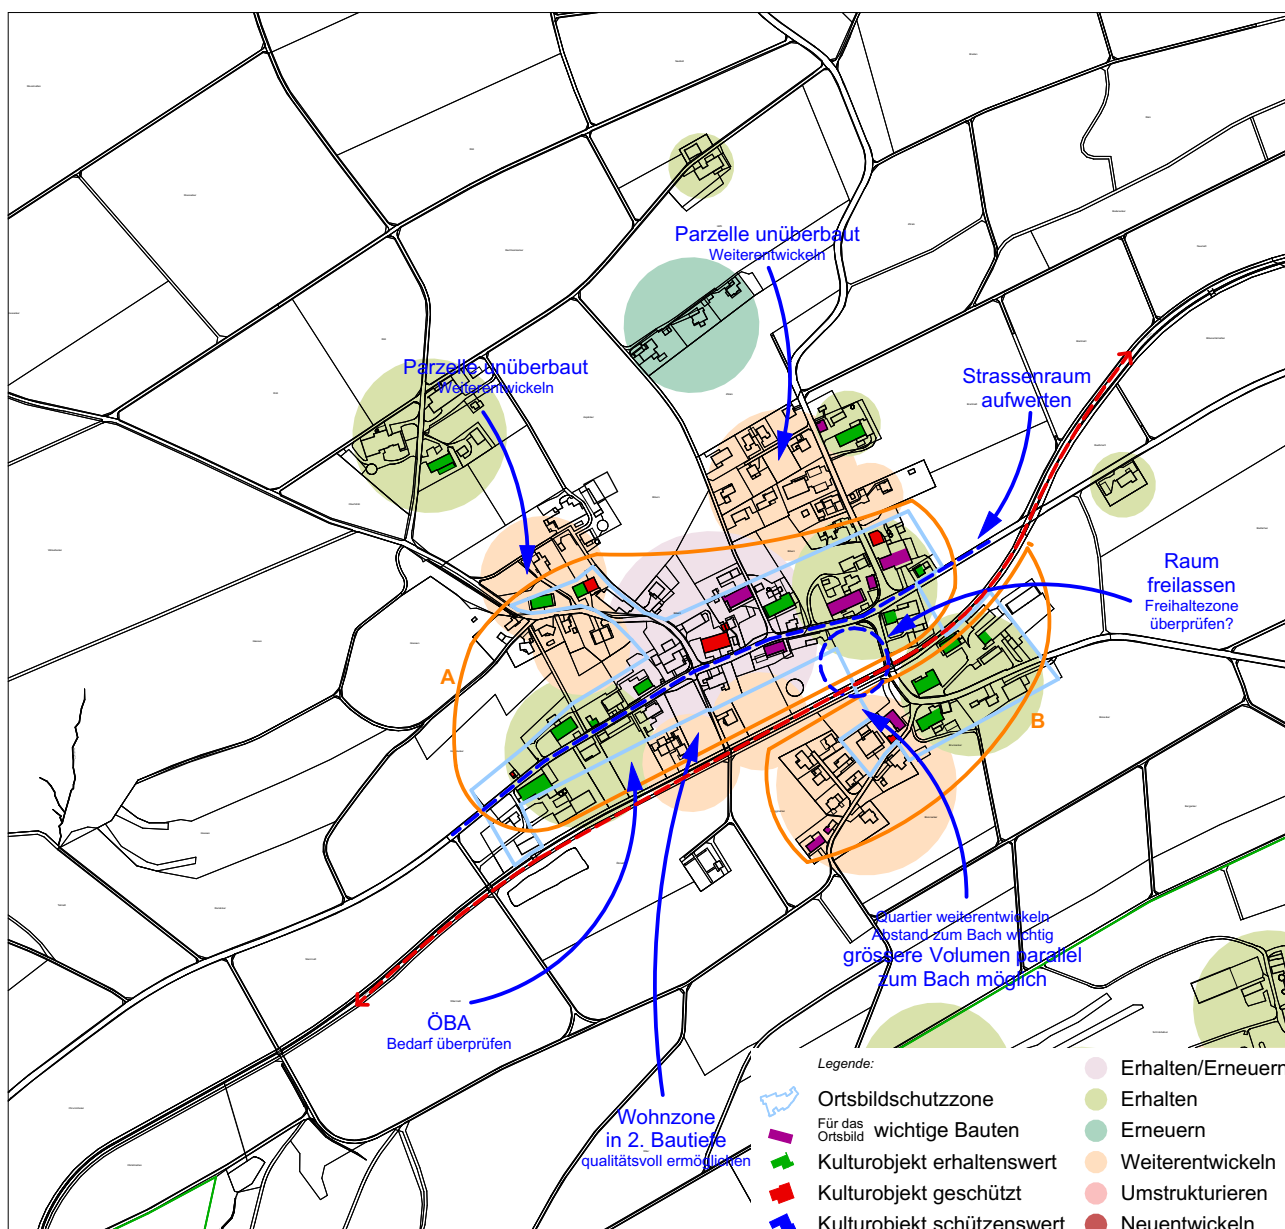 Parzelle unüberbaut
Weiterentwickeln
Parzelle unüberbaut
Weiterentwickeln
Strassenraum
aufwerten
Raum
freilassen
Freihaltezone
überprüfen?
A
B
Quartier weiterentwickeln
Abstand zum Bach wichtig
grössere Volumen parallel
zum Bach möglich
ÖBA
Bedarf überprüfen
Wohnzone
in 2. Bautiefe
qualitätsvoll ermöglichen
Legende:
Ortsbildschutzzone
Für das Ortsbild wichtige Bauten
Kulturobjekt erhaltenswert
Kulturobjekt geschützt
Kulturobjekt schützenswert
Erhalten/Erneuern
Erhalten
Erneuern
Weiterentwickeln
Umstrukturieren
Neuentwickeln